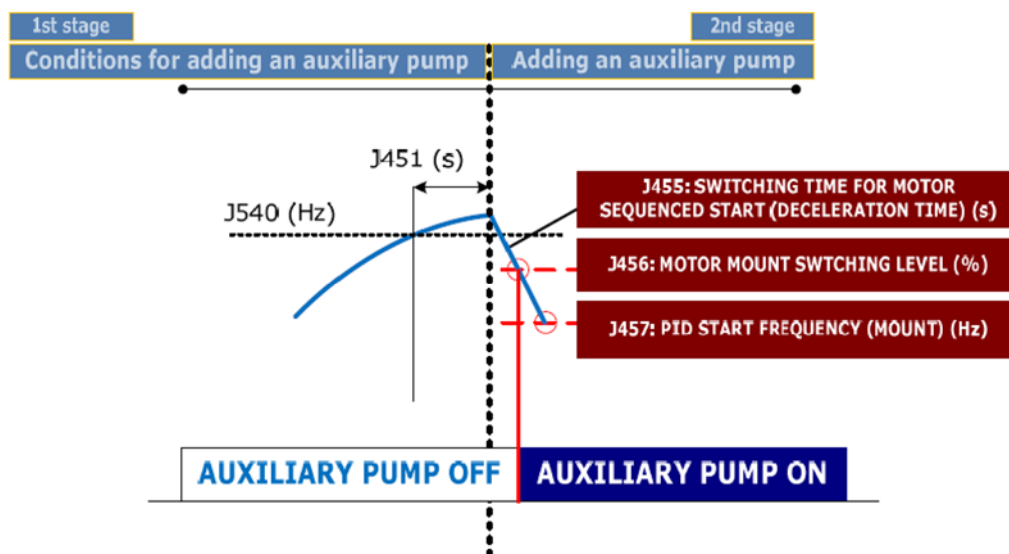 1st stage
2nd stage
Conditions for adding an auxiliary pump
Adding an auxiliary pump
J451 (s)
J540 (Hz)
J455: SWITCHING TIME FOR MOTOR
SEQUENCED START (DECELERATION TIME) (s)
J456: MOTOR MOUNT SWTCHING LEVEL (%)
J457: PID START FREQUENCY (MOUNT) (Hz)
AUXILIARY PUMP OFF
AUXILIARY PUMP ON